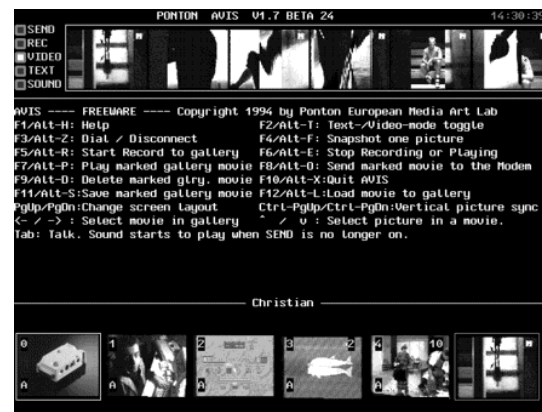 PONTON AVIS V1.7 BETA 24 14:30:39
SEND
REC
VIDEO
TEXT
SOUND
AVIS ---- FREEWARE ---- Copyright 1994 by Ponton European Media Art Lab
F1/Alt-H: Help F2/Alt-T: Text-/Video-mode toggle
F3/Alt-Z: Dial / Disconnect F4/Alt-F: Snapshot one picture
F5/Alt-R: Start Record to gallery F6/Alt-E: Stop Recording or Playing
F7/Alt-P: Play marked gallery movie F8/Alt-O: Send marked movie to the Modem
F9/Alt-D: Delete marked glry. movie F10/Alt-X:Quit AVIS
F11/Alt-S:Save marked gallery movie F12/Alt-L:Load movie to gallery
PgUp/PgDn:Change screen layout Ctrl-PgUp/Ctrl-PgDn:Vertical picture sync
<- / -> : Select movie in gallery ^ / v : Select picture in a movie.
Tab: Talk. Sound starts to play when SEND is no longer on.
Christian
0 1 2 3 2 4 10
A A A A A